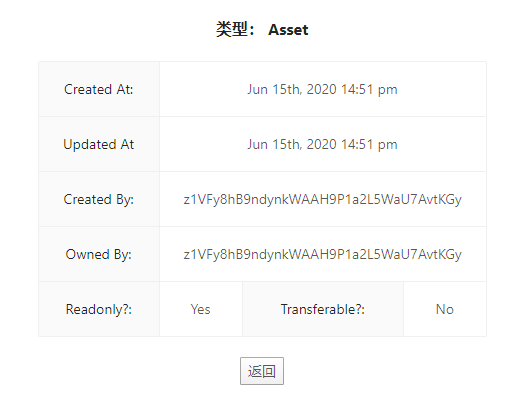 类型： Asset
Created At: Jun 15th, 2020 14:51 pm
Updated At Jun 15th, 2020 14:51 pm
Created By: z1VFy8hB9ndynkWAAH9P1a2L5WaU7AvtKGy
Owned By: z1VFy8hB9ndynkWAAH9P1a2L5WaU7AvtKGy
Readonly?: Yes Transferable?: No
返回